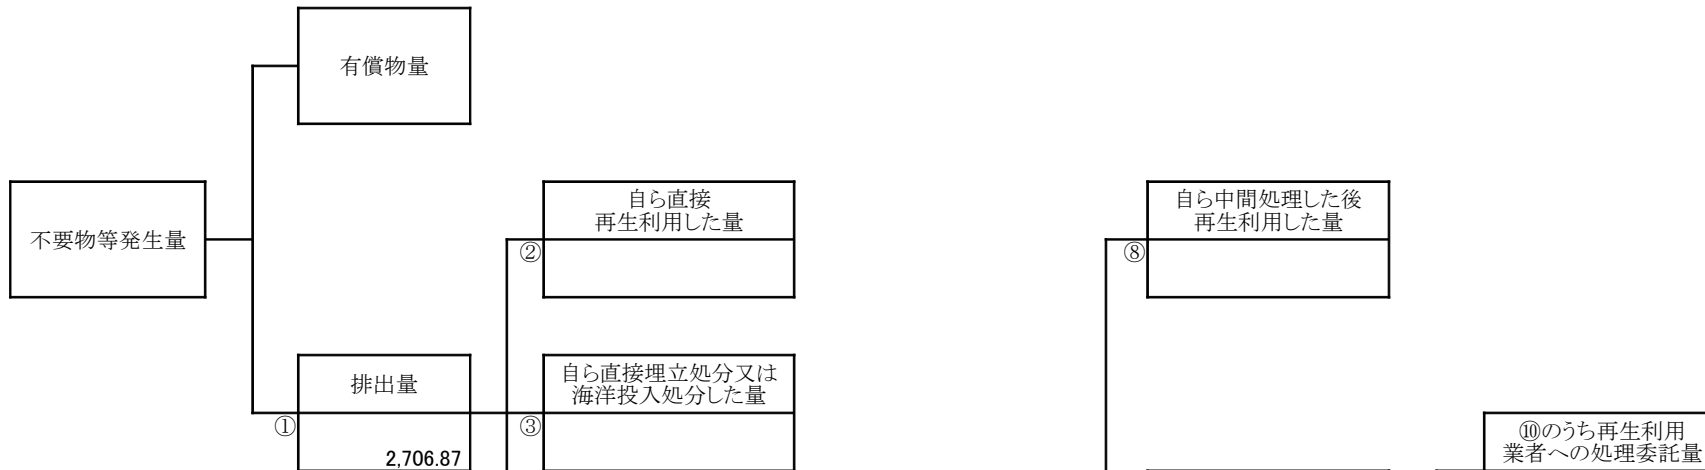 有償物量
不要物等発生量
自ら直接
再生利用した量
②
自ら中間処理した後
再生利用した量
⑧
排出量
①
2,706.87
自ら直接埋立処分又は
海洋投入処分した量
③
⑩のうち再生利用
業者への処理委託量